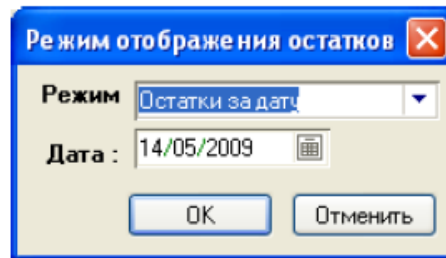 Режим отображения остатков
Режим Остатки за дату
Дата : 14/05/2009
OK Отменить